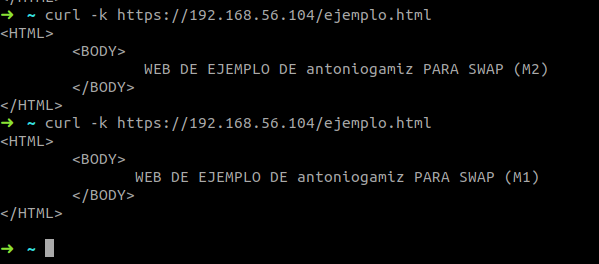 </HTML>
➜ ~ curl -k https://192.168.56.104/ejemplo.html
<HTML>
<BODY>
WEB DE EJEMPLO DE antoniogamiz PARA SWAP (M2)
</BODY>
</HTML>
➜ ~ curl -k https://192.168.56.104/ejemplo.html
<HTML>
<BODY>
WEB DE EJEMPLO DE antoniogamiz PARA SWAP (M1)
</BODY>
</HTML>
➜ ~